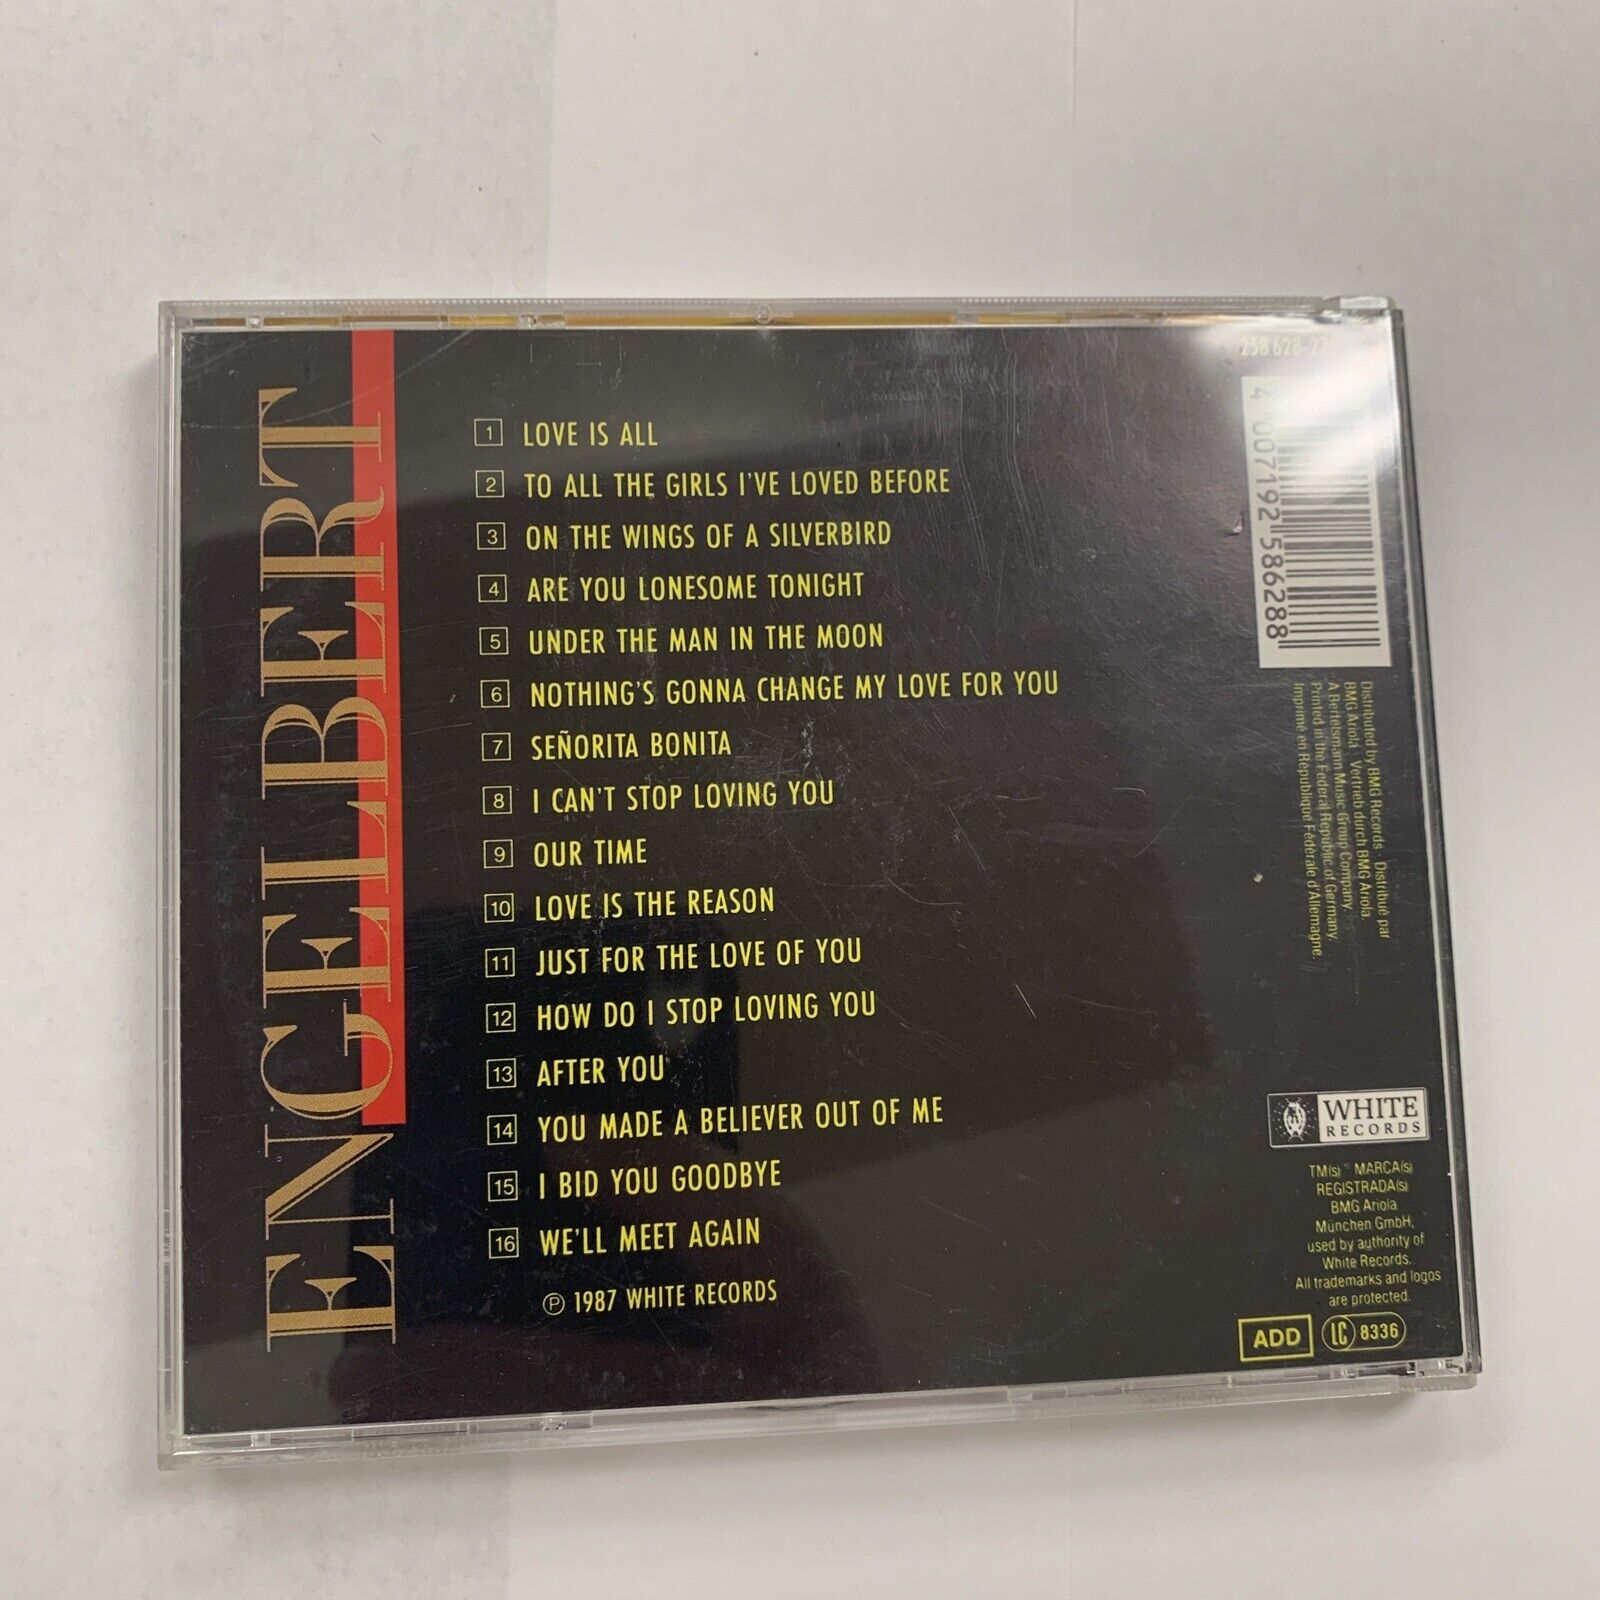 ENGELBERT
1 LOVE IS ALL
2 TO ALL THE GIRLS I'VE LOVED BEFORE
3 ON THE WINGS OF A SILVERBIRD
4 ARE YOU LONESOME TONIGHT
5 UNDER THE MAN IN THE MOON
6 NOTHING'S GONNA CHANGE MY LOVE FOR YOU
7 SEÑORITA BONITA
8 I CAN'T STOP LOVING YOU
9 OUR TIME
10 LOVE IS THE REASON
11 JUST FOR THE LOVE OF YOU
12 HOW DO I STOP LOVING YOU
13 AFTER YOU
14 YOU MADE A BELIEVER OUT OF ME
15 I BID YOU GOODBYE
16 WE'LL MEET AGAIN
℗ 1987 WHITE RECORDS
258 628-2
4 007192 586288
Distributed by BMG Records · Distribué par
BMG Ariola · Vertrieb durch BMG Ariola.
A Bertelsmann Music Group Company.
Printed in the Federal Republic of Germany.
Imprimé en République Fédérale d'Allemagne.
WHITE
RECORDS
TM(s) ® MARCA(s)
REGISTRADA(s)
BMG Ariola
München GmbH,
used by authority of
White Records.
All trademarks and logos
are protected.
ADD
LC 8336